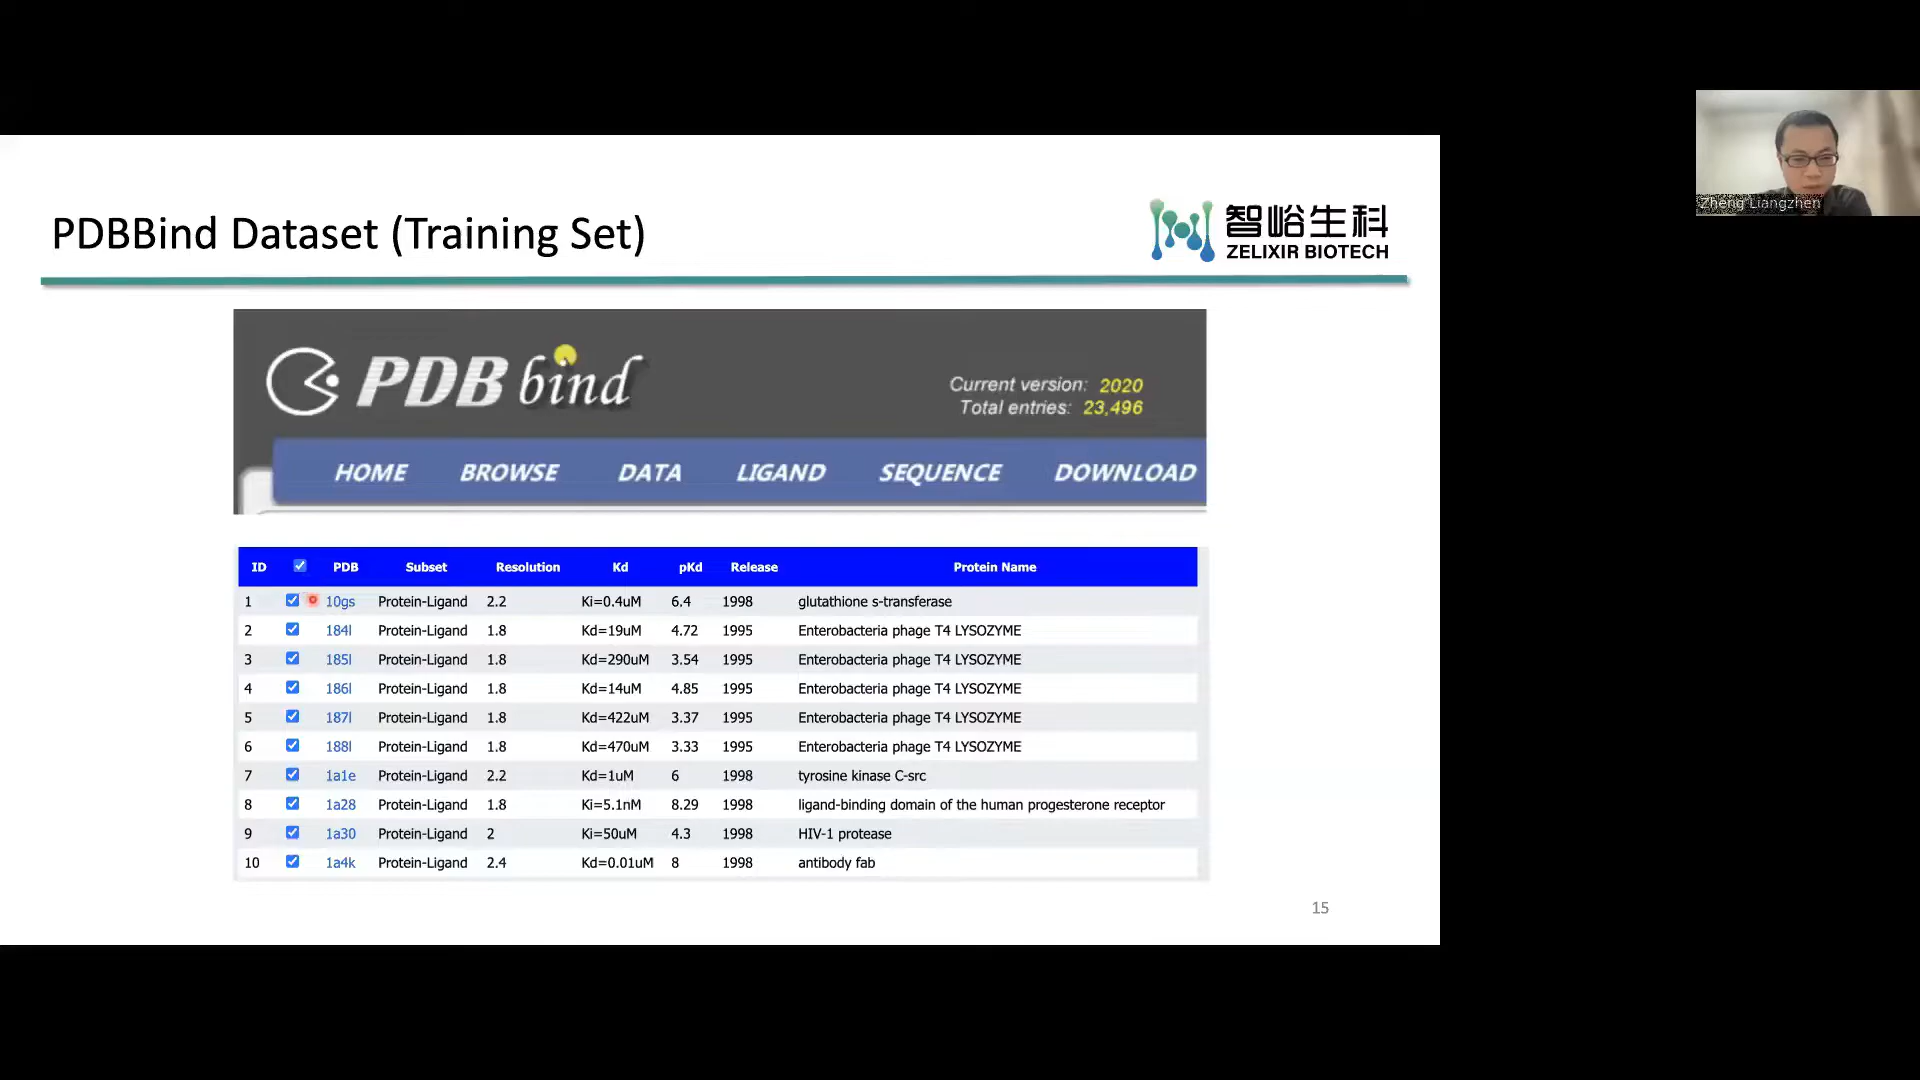 Zheng Liangzhen
PDBBind Dataset (Training Set)
智峪生科
ZELIXIR BIOTECH
PDB bind
Current version: 2020
Total entries: 23,496
HOME BROWSE DATA LIGAND SEQUENCE DOWNLOAD
ID PDB Subset Resolution Kd pKd Release Protein Name
1 10gs Protein-Ligand 2.2 Ki=0.4uM 6.4 1998 glutathione s-transferase
2 184l Protein-Ligand 1.8 Kd=19uM 4.72 1995 Enterobacteria phage T4 LYSOZYME
3 185l Protein-Ligand 1.8 Kd=290uM 3.54 1995 Enterobacteria phage T4 LYSOZYME
4 186l Protein-Ligand 1.8 Kd=14uM 4.85 1995 Enterobacteria phage T4 LYSOZYME
5 187l Protein-Ligand 1.8 Kd=422uM 3.37 1995 Enterobacteria phage T4 LYSOZYME
6 188l Protein-Ligand 1.8 Kd=470uM 3.33 1995 Enterobacteria phage T4 LYSOZYME
7 1a1e Protein-Ligand 2.2 Kd=1uM 6 1998 tyrosine kinase C-src
8 1a28 Protein-Ligand 1.8 Ki=5.1nM 8.29 1998 ligand-binding domain of the human progesterone receptor
9 1a30 Protein-Ligand 2 Ki=50uM 4.3 1998 HIV-1 protease
10 1a4k Protein-Ligand 2.4 Kd=0.01uM 8 1998 antibody fab
15